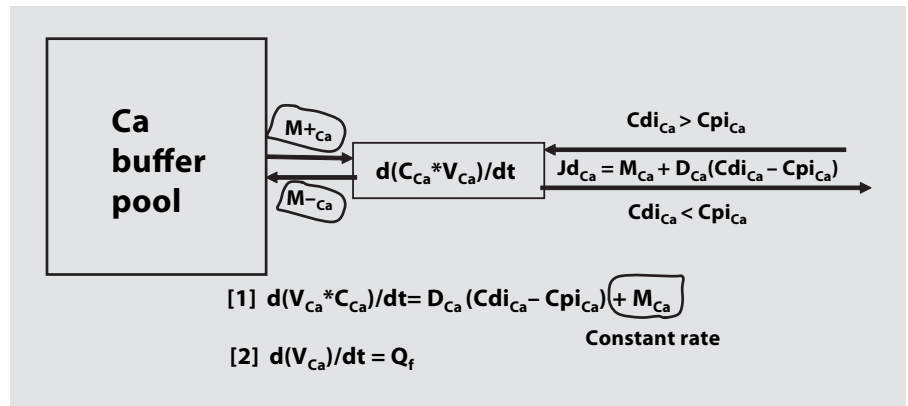 Ca
buffer
pool
M+Ca
M–Ca
d(CCa*VCa)/dt
CdiCa > CpiCa
JdCa = MCa + DCa(CdiCa – CpiCa)
CdiCa < CpiCa
[1] d(VCa*CCa)/dt= DCa (CdiCa– CpiCa) + MCa
Constant rate
[2] d(VCa)/dt = Qf